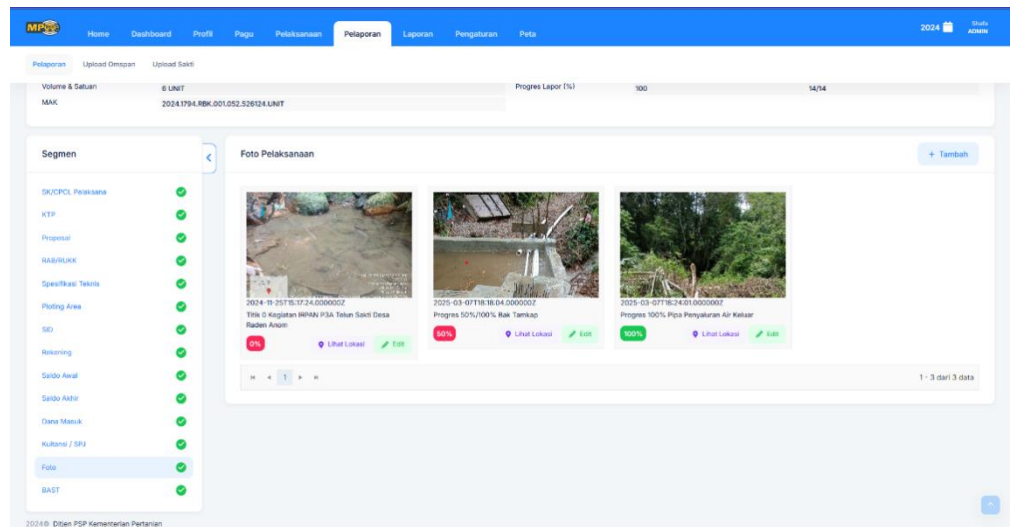 MPO
Home Dashboard Profil Pagu Pelaksanaan Pelaporan Laporan Pengaturan Peta
2024
Shafa
ADMIN
Pelaporan Upload Omspan Upload Sakti
Volume & Satuan 6 UNIT Progres Lapor (%) 100 14/14
MAK 2024.1794.RBK.001.052.526124.UNIT
Segmen
SK/CPCL Pelaksana
KTP
Proposal
RAB/RUKK
Spesifikasi Teknis
Ploting Area
SID
Rekening
Saldo Awal
Saldo Akhir
Dana Masuk
Kuitansi / SPJ
Foto
BAST
Foto Pelaksanaan
+ Tambah
2024-11-25T15:17:24.000000Z
Titik 0 Kegiatan IRPAN P3A Telun Sakti Desa
Raden Anom
0% Lihat Lokasi Edit
2025-03-07T18:18:04.000000Z
Progres 50%/100% Bak Tamkap
50% Lihat Lokasi Edit
2025-03-07T18:24:01.000000Z
Progres 100% Pipa Penyaluran Air Keluar
100% Lihat Lokasi Edit
1
1 - 3 dari 3 data
2024© Ditjen PSP Kementerian Pertanian